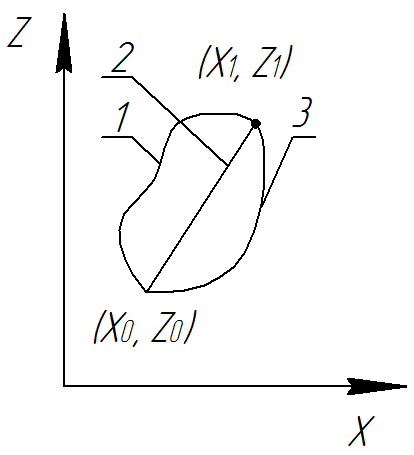 Z
2
(X1, Z1)
1
3
(X0, Z0)
X